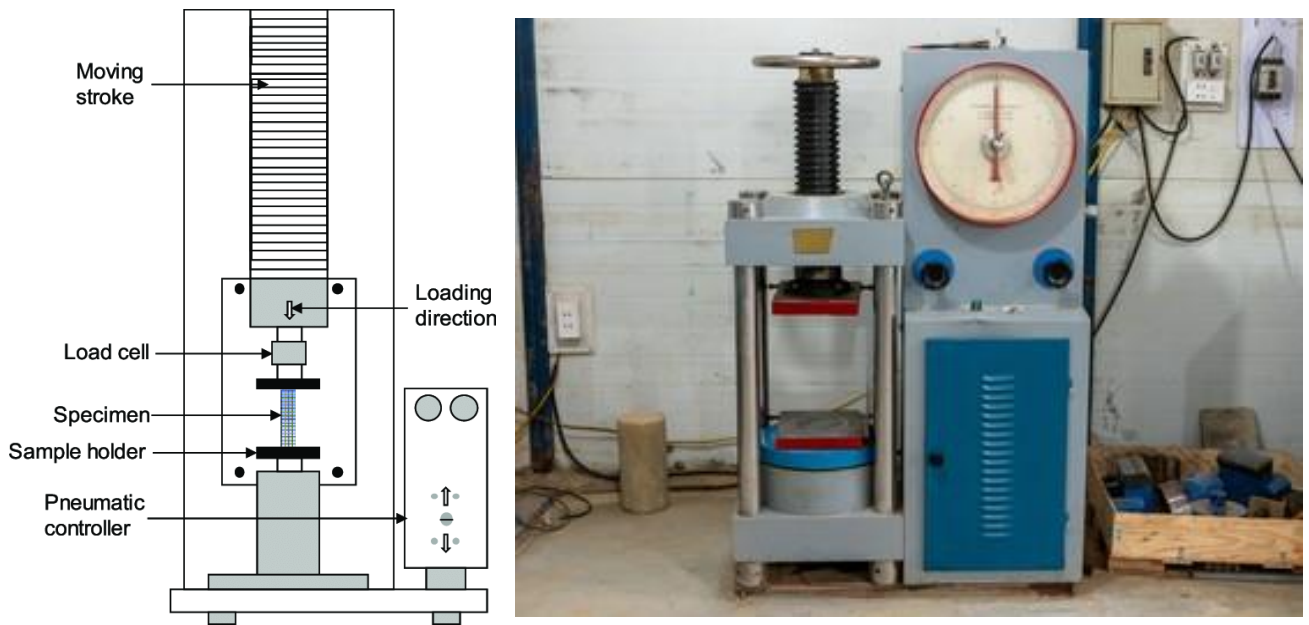 Moving
stroke
Loading
direction
Load cell
Specimen
Sample holder
Pneumatic
controller